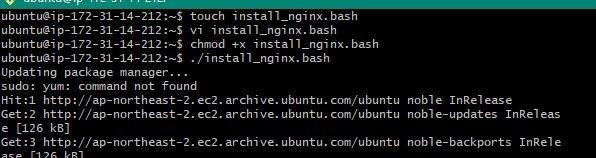 ubuntu@ip-172-31-14-212:~$ touch install_nginx.bash
ubuntu@ip-172-31-14-212:~$ vi install_nginx.bash
ubuntu@ip-172-31-14-212:~$ chmod +x install_nginx.bash
ubuntu@ip-172-31-14-212:~$ ./install_nginx.bash
Updating package manager...
sudo: yum: command not found
Hit:1 http://ap-northeast-2.ec2.archive.ubuntu.com/ubuntu noble InRelease
Get:2 http://ap-northeast-2.ec2.archive.ubuntu.com/ubuntu noble-updates InReleas
e [126 kB]
Get:3 http://ap-northeast-2.ec2.archive.ubuntu.com/ubuntu noble-backports InRele
ase [126 kB]